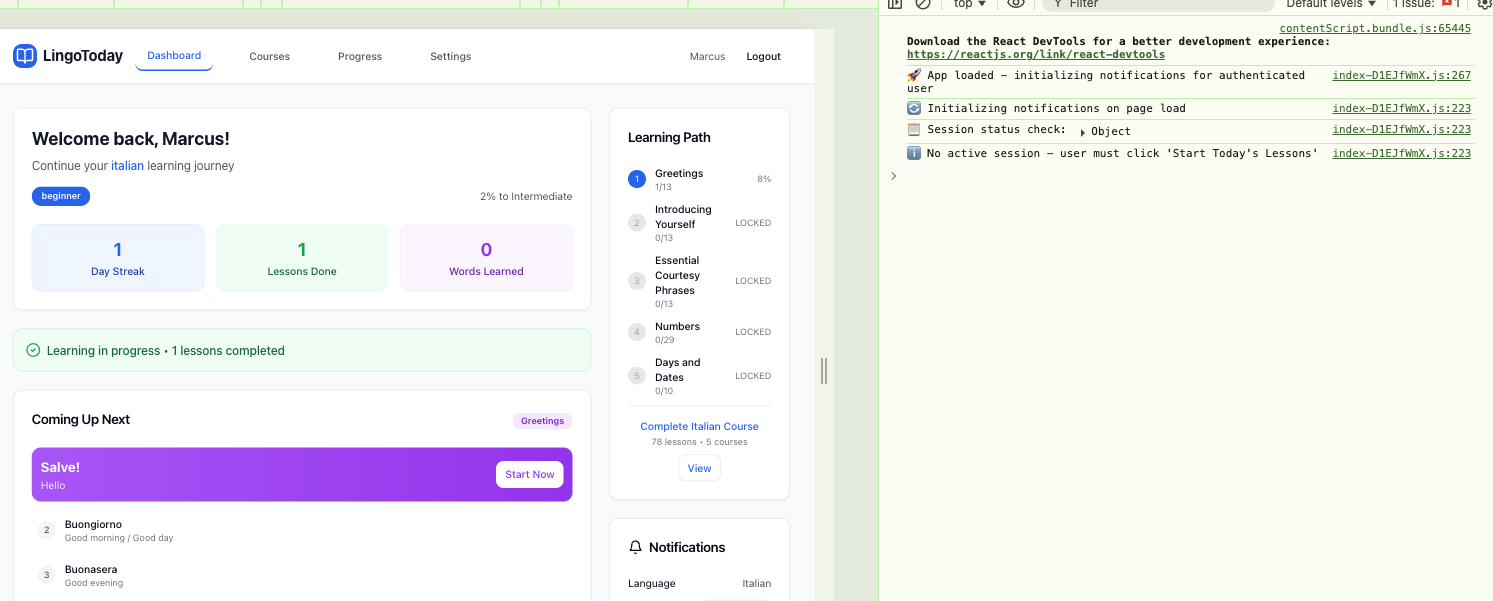 LingoToday
Dashboard
Courses
Progress
Settings
Marcus
Logout
Welcome back, Marcus!
Continue your italian learning journey
beginner
2% to Intermediate
1
Day Streak
1
Lessons Done
0
Words Learned
Learning in progress • 1 lessons completed
Coming Up Next
Greetings
Salve!
Hello
Start Now
2
Buongiorno
Good morning / Good day
3
Buonasera
Good evening
Learning Path
1
Greetings
1/13
8%
2
Introducing
Yourself
0/13
LOCKED
3
Essential
Courtesy
Phrases
0/13
LOCKED
4
Numbers
0/29
LOCKED
5
Days and
Dates
0/10
LOCKED
Complete Italian Course
78 lessons • 5 courses
View
Notifications
Language
Italian
top
Filter
Default levels
1 Issue:
1
contentScript.bundle.js:65445
Download the React DevTools for a better development experience:
https://reactjs.org/link/react-devtools
🚀 App loaded – initializing notifications for authenticated
user
index-D1EJfWmX.js:267
🔄 Initializing notifications on page load
index-D1EJfWmX.js:223
📋 Session status check: ▸ Object
index-D1EJfWmX.js:223
ℹ️ No active session – user must click 'Start Today's Lessons'
index-D1EJfWmX.js:223